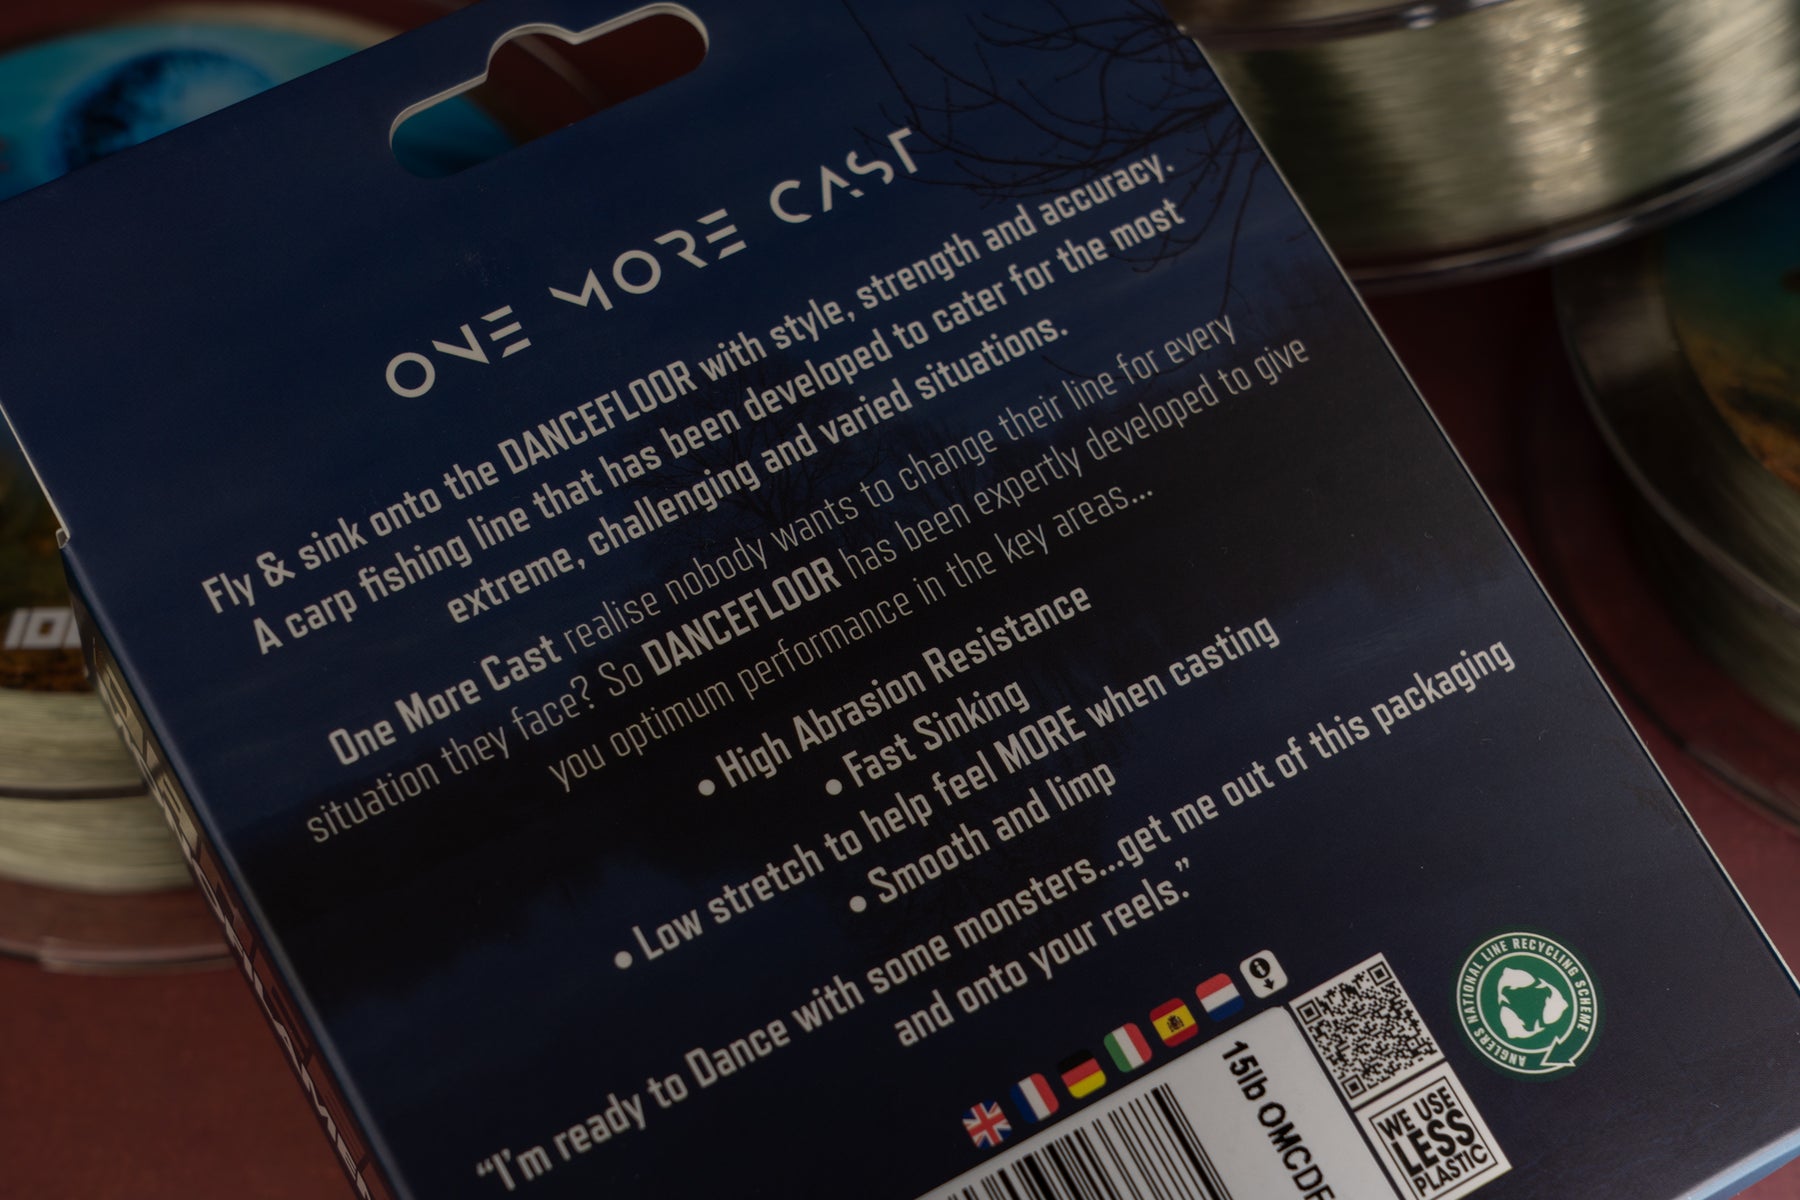 ONE MORE CAST
Fly & sink onto the DANCEFLOOR with style, strength and accuracy.
A carp fishing line that has been developed to cater for the most
extreme, challenging and varied situations.
One More Cast realise nobody wants to change their line for every
situation they face? So DANCEFLOOR has been expertly developed to give
you optimum performance in the key areas...
• High Abrasion Resistance
• Fast Sinking
• Low stretch to help feel MORE when casting
• Smooth and limp
“I'm ready to Dance with some monsters...get me out of this packaging
and onto your reels.”
15lb OMCDF
ANGLERS NATIONAL LINE RECYCLING SCHEME
WE USE
LESS
PLASTIC